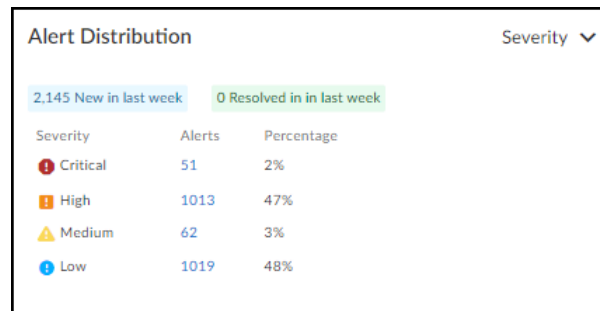 Alert Distribution Severity
2,145 New in last week 0 Resolved in in last week
Severity Alerts Percentage
Critical 51 2%
High 1013 47%
Medium 62 3%
Low 1019 48%